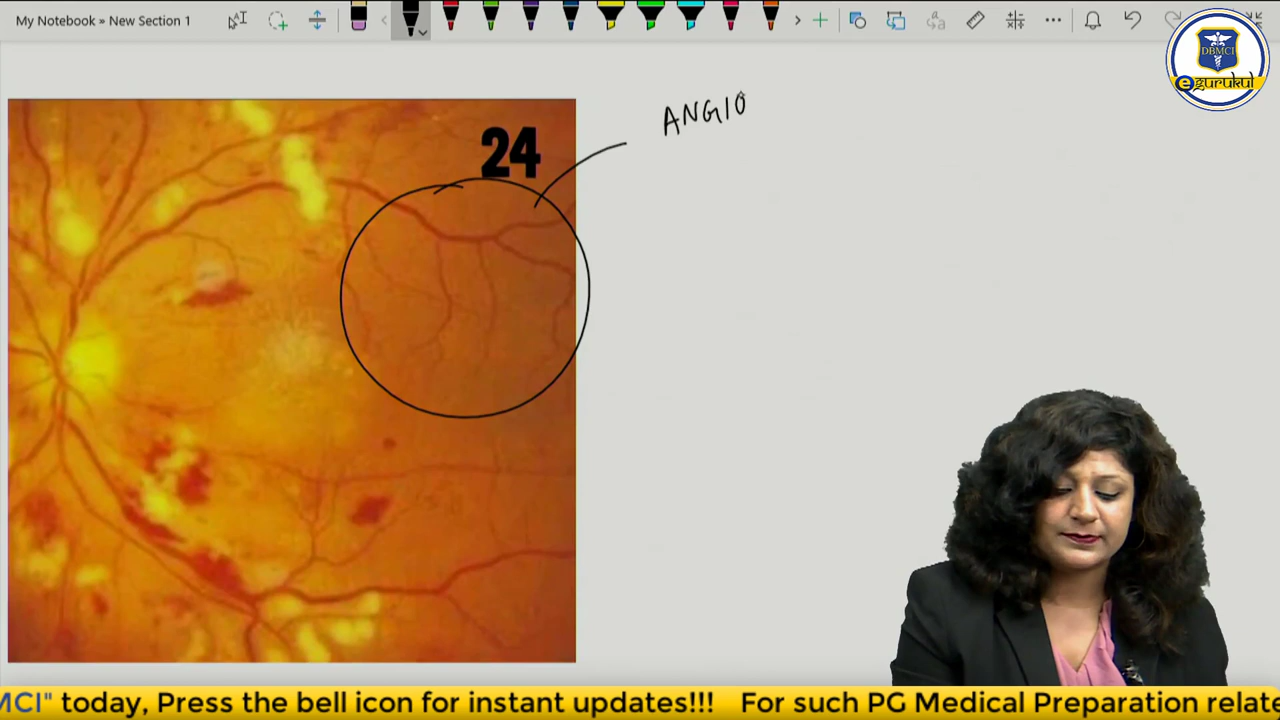 My Notebook » New Section 1
DBMCI
eGurukul
ANGIO
24
MCI" today, Press the bell icon for instant updates!!! For such PG Medical Preparation relate